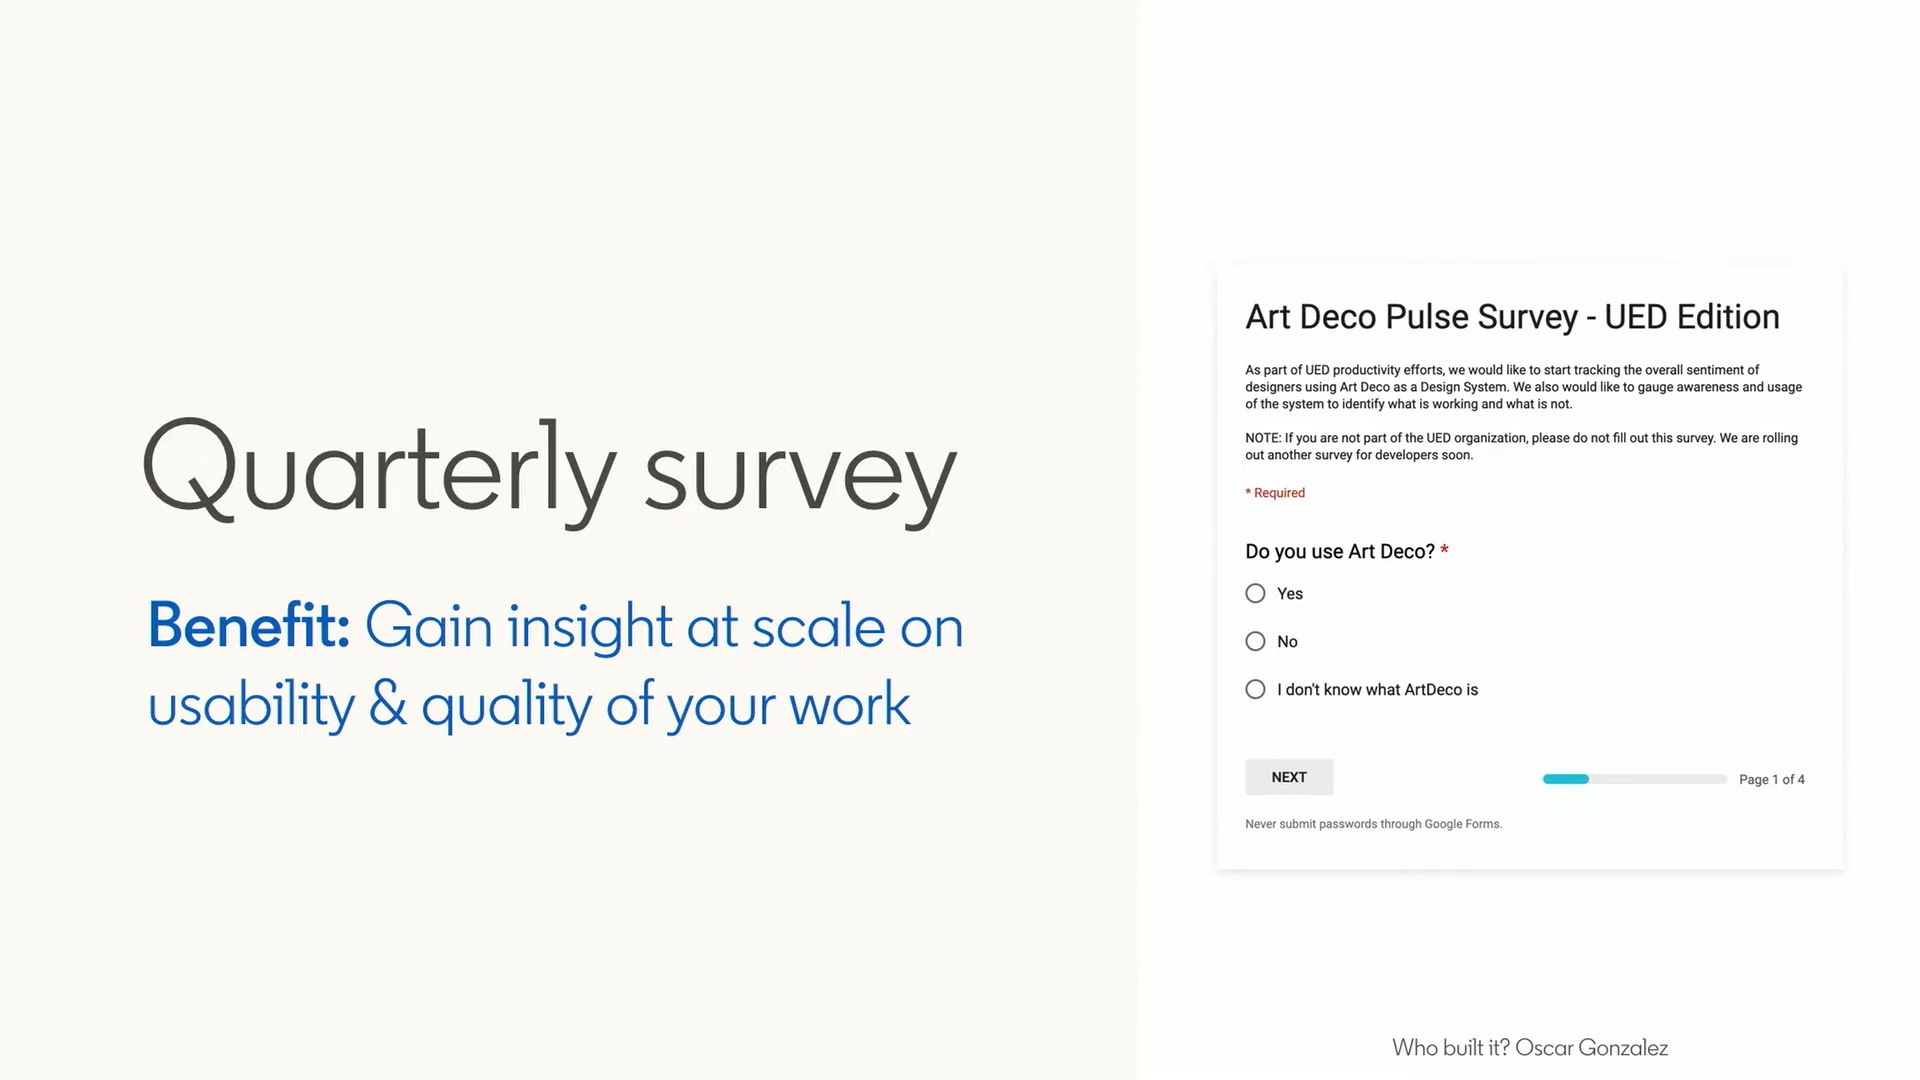 Quarterly survey
Benefit: Gain insight at scale on
usability & quality of your work
Art Deco Pulse Survey - UED Edition
As part of UED productivity efforts, we would like to start tracking the overall sentiment of
designers using Art Deco as a Design System. We also would like to gauge awareness and usage
of the system to identify what is working and what is not.
NOTE: If you are not part of the UED organization, please do not fill out this survey. We are rolling
out another survey for developers soon.
* Required
Do you use Art Deco? *
Yes
No
I don't know what ArtDeco is
NEXT
Page 1 of 4
Never submit passwords through Google Forms.
Who built it? Oscar Gonzalez